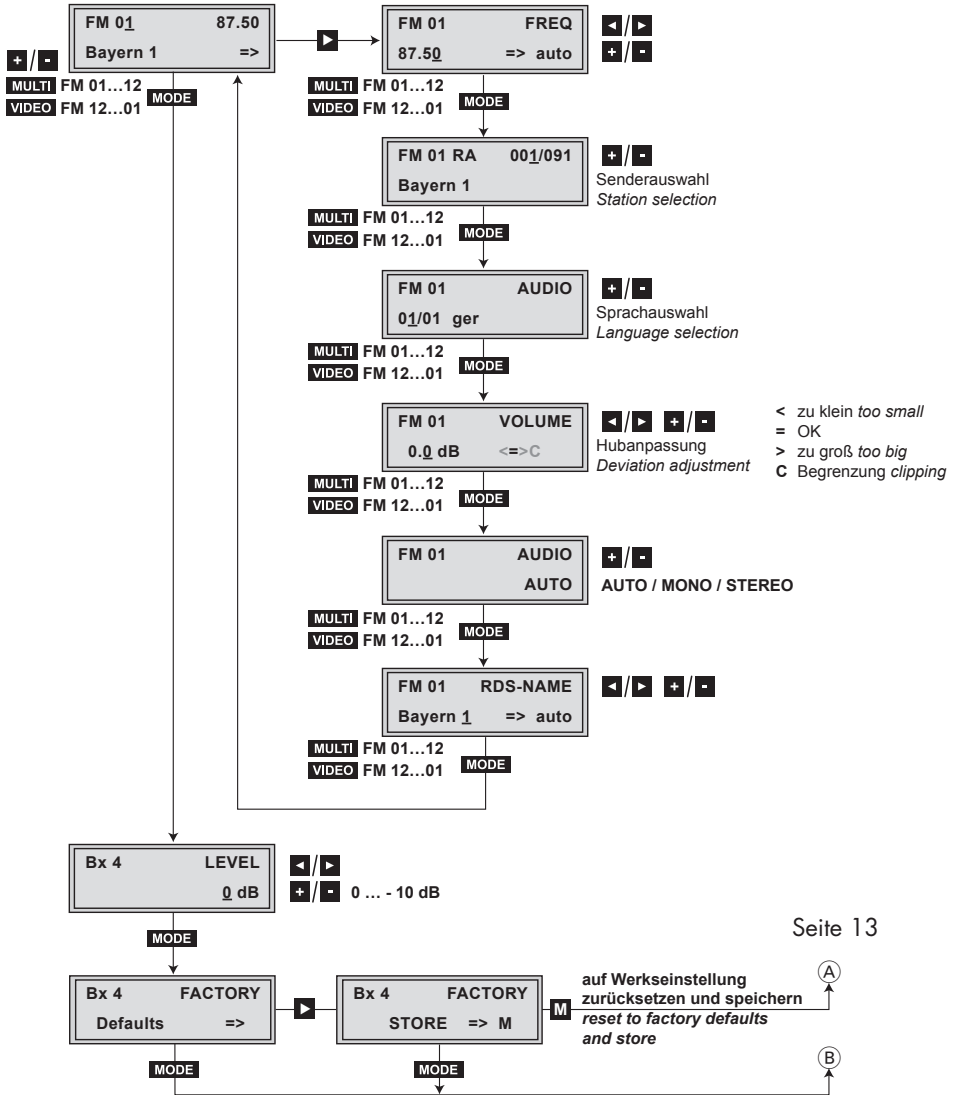 FM 01 87.50
Bayern 1 =>
+ / -
MULTI FM 01...12
VIDEO FM 12...01
MODE
FM 01 FREQ
87.50 => auto
◄ / ►
+ / -
MULTI FM 01...12
VIDEO FM 12...01
MODE
FM 01 RA 001/091
Bayern 1
+ / -
Senderauswahl
Station selection
MULTI FM 01...12
VIDEO FM 12...01
MODE
FM 01 AUDIO
01/01 ger
+ / -
Sprachauswahl
Language selection
MULTI FM 01...12
VIDEO FM 12...01
MODE
FM 01 VOLUME
0.0 dB <=>C
◄ / ► + / -
Hubanpassung
Deviation adjustment
< zu klein too small
= OK
> zu groß too big
C Begrenzung clipping
MULTI FM 01...12
VIDEO FM 12...01
MODE
FM 01 AUDIO
AUTO
+ / -
AUTO / MONO / STEREO
MULTI FM 01...12
VIDEO FM 12...01
MODE
FM 01 RDS-NAME
Bayern 1 => auto
◄ / ► + / -
MULTI FM 01...12
VIDEO FM 12...01
MODE
Bx 4 LEVEL
0 dB
◄ / ►
+ / - 0 ... - 10 dB
MODE
Seite 13
Bx 4 FACTORY
Defaults =>
►
Bx 4 FACTORY
STORE => M
M
auf Werkseinstellung
zurücksetzen und speichern
reset to factory defaults
and store
A
MODE
MODE
B